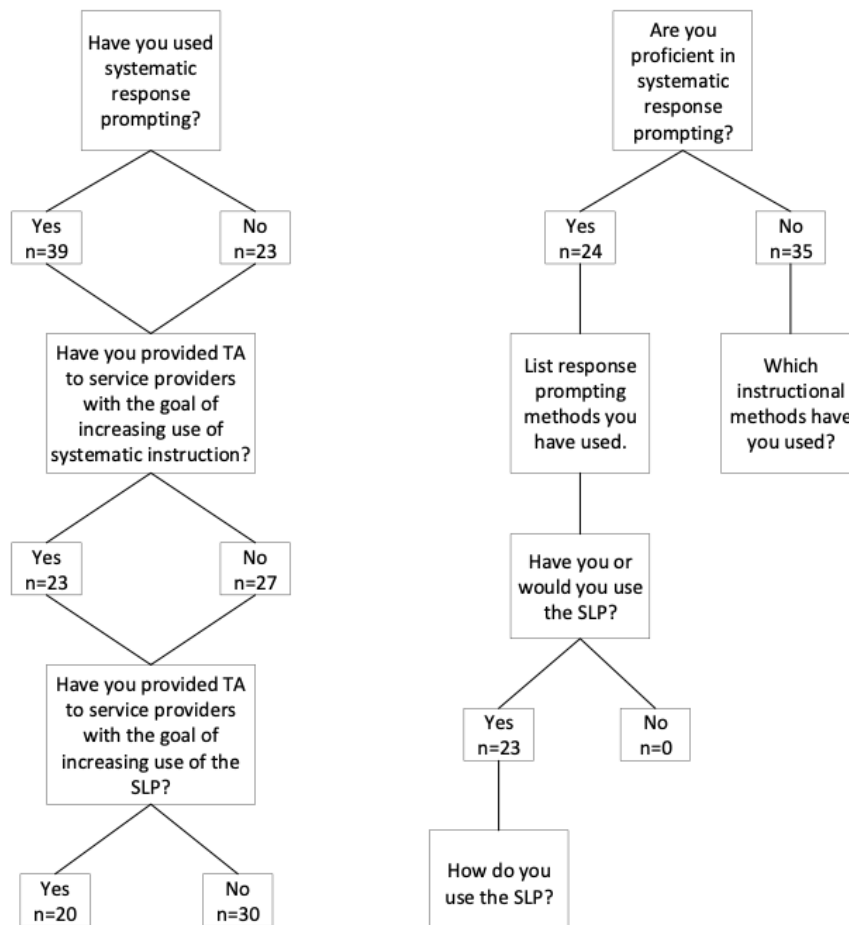 Have you used
systematic
response
prompting?
Yes
n=39
No
n=23
Have you provided TA
to service providers
with the goal of
increasing use of
systematic instruction?
Yes
n=23
No
n=27
Have you provided TA
to service providers
with the goal of
increasing use of the
SLP?
Yes
n=20
No
n=30
Are you
proficient in
systematic
response
prompting?
Yes
n=24
No
n=35
List response
prompting
methods you
have used.
Which
instructional
methods have
you used?
Have you or
would you use
the SLP?
Yes
n=23
No
n=0
How do you
use the SLP?